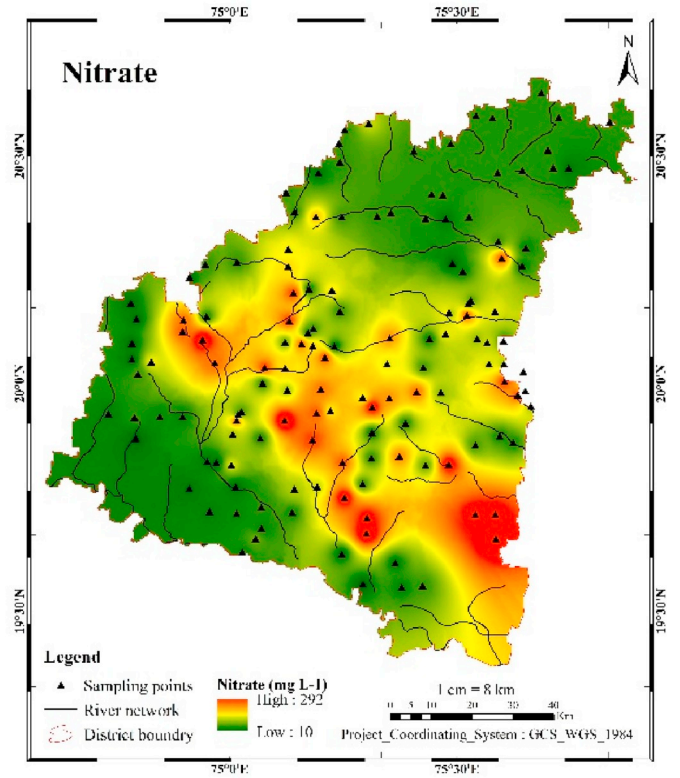 75°0'E 75°30'E
Nitrate
N
20°30'N 20°30'N
20°0'N 20°0'N
19°30'N 19°30'N
Legend
Sampling points
River network
District boundry
Nitrate (mg L-1)
High : 292
Low : 10
1 cm = 8 km
0 5 10 20 30 40
Km
Project_Coordinating_System : GCS_WGS_1984
75°0'E 75°30'E